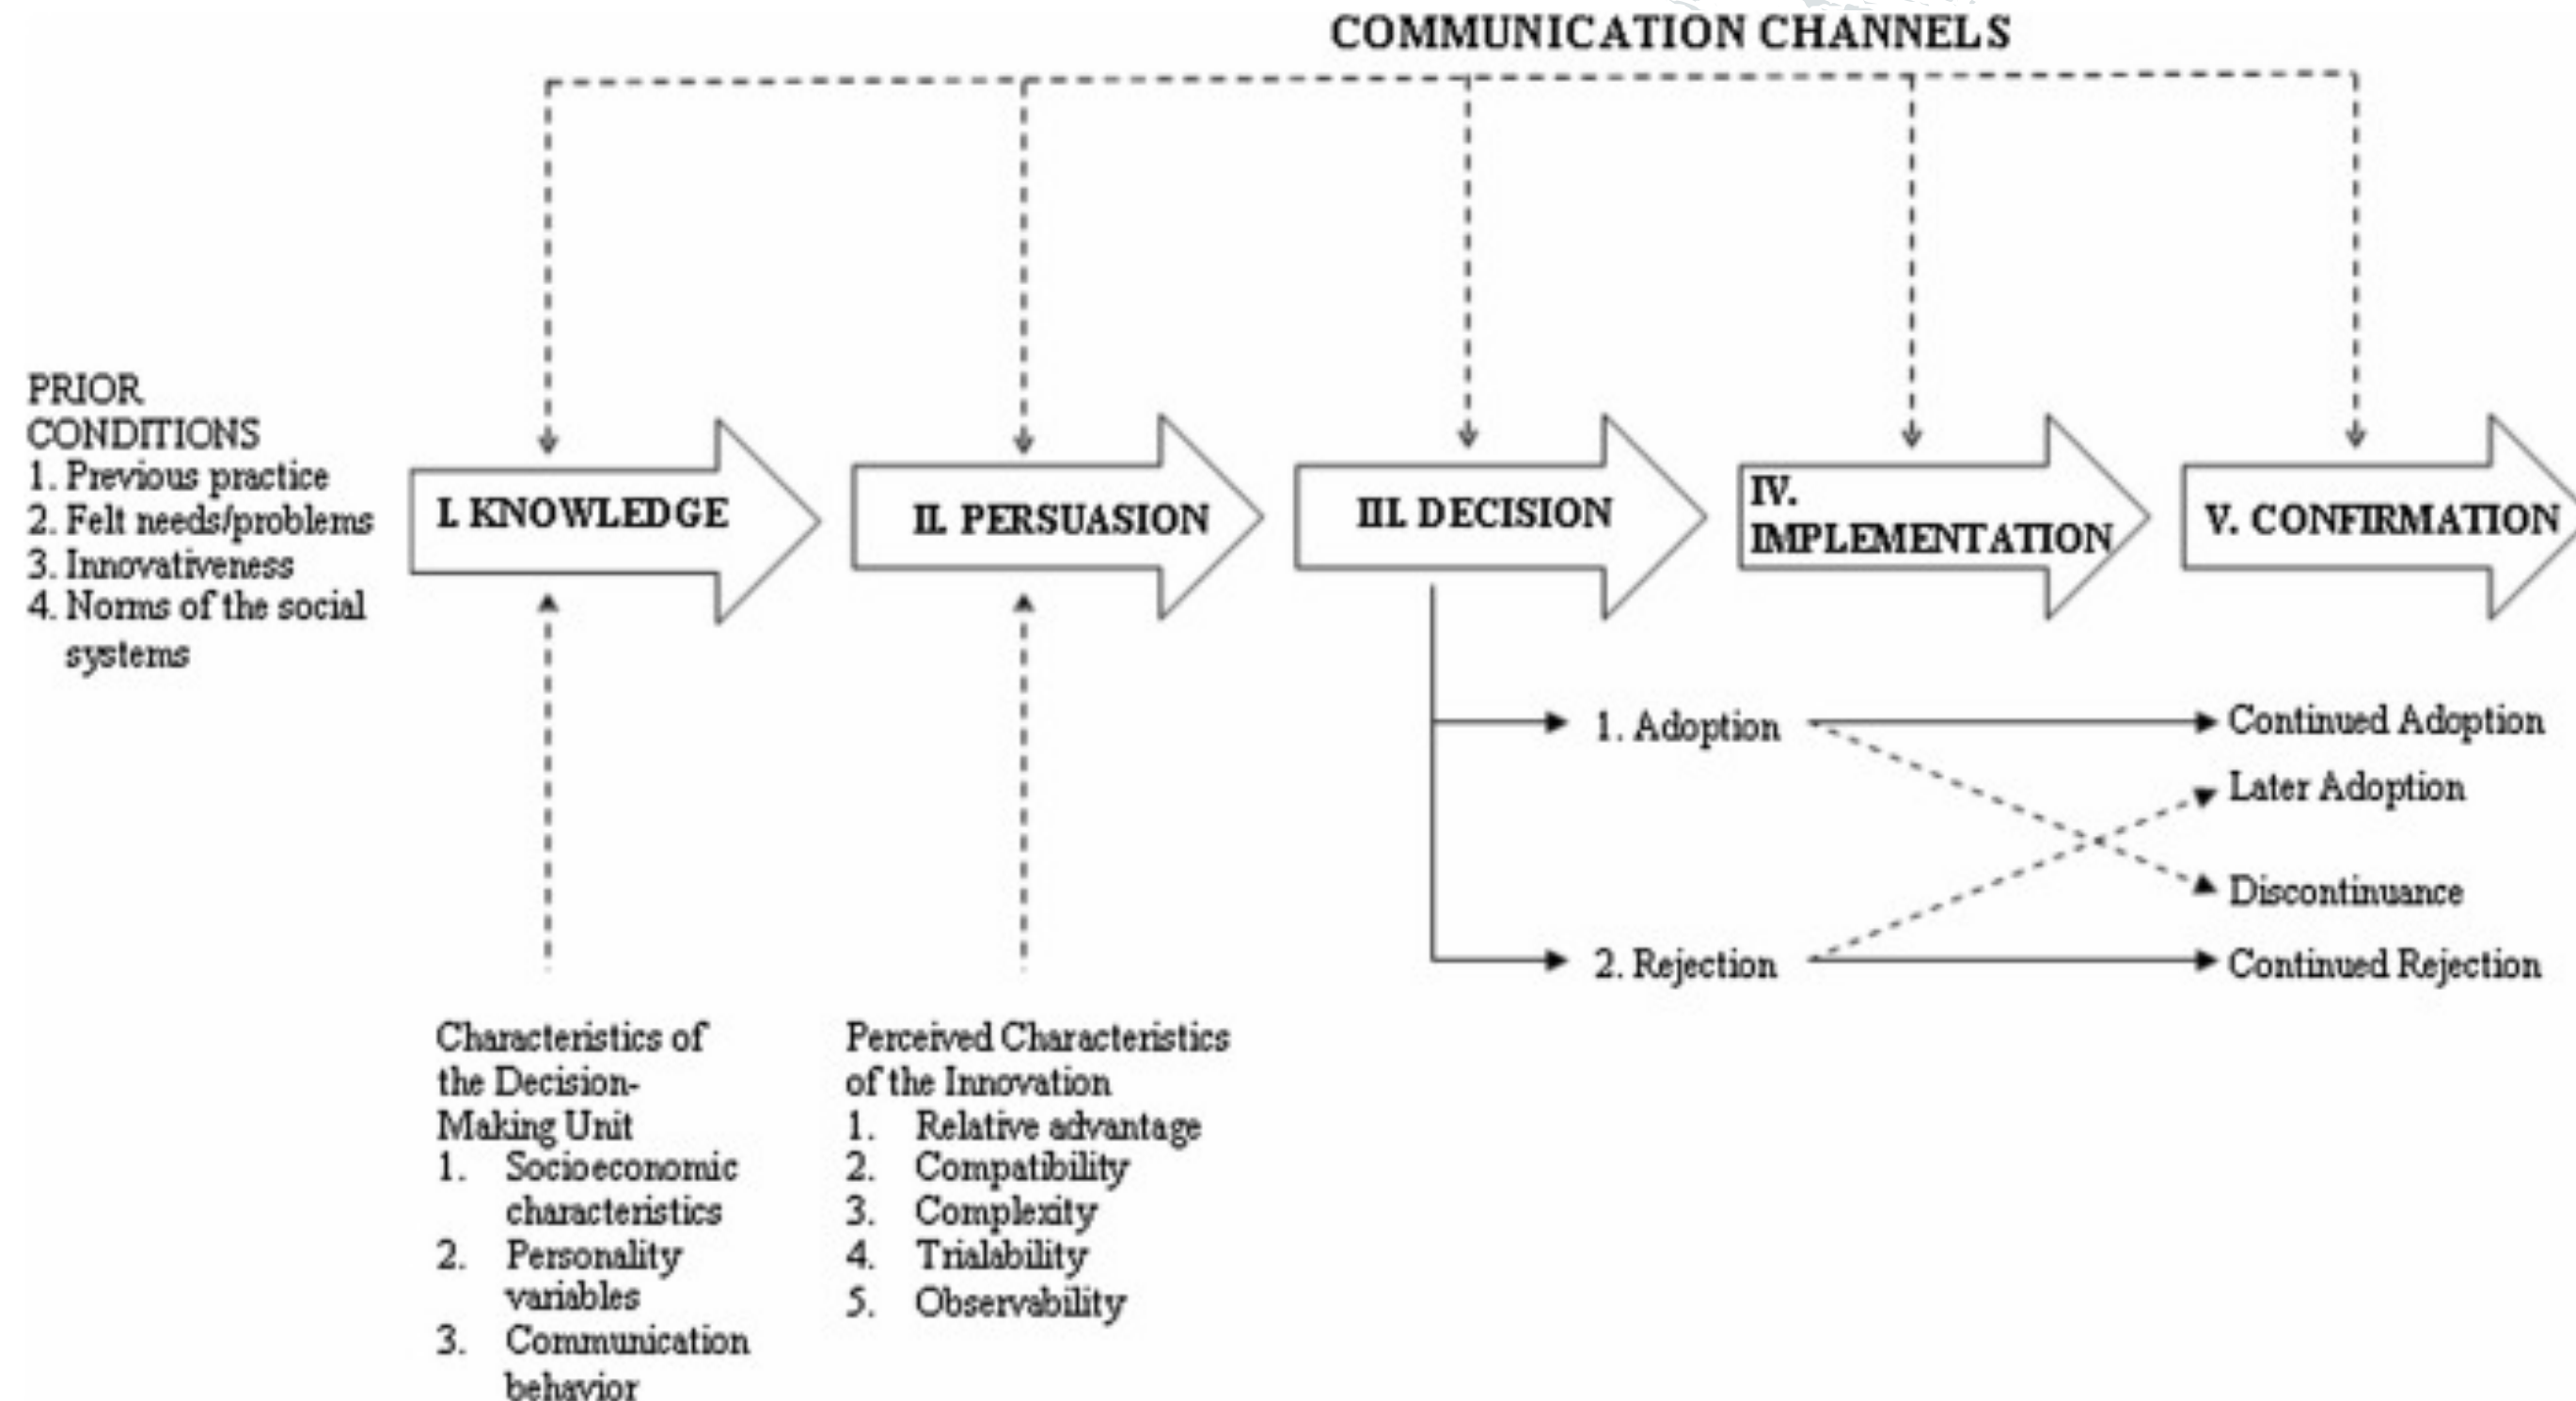 COMMUNICATION CHANNELS
PRIOR
CONDITIONS
1. Previous practice
2. Felt needs/problems
3. Innovativeness
4. Norms of the social
systems
I. KNOWLEDGE
II. PERSUASION
III. DECISION
IV.
IMPLEMENTATION
V. CONFIRMATION
1. Adoption
2. Rejection
Continued Adoption
Later Adoption
Discontinuance
Continued Rejection
Characteristics of
the Decision-
Making Unit
1. Socioeconomic
characteristics
2. Personality
variables
3. Communication
behavior
Perceived Characteristics
of the Innovation
1. Relative advantage
2. Compatibility
3. Complexity
4. Trialability
5. Observability